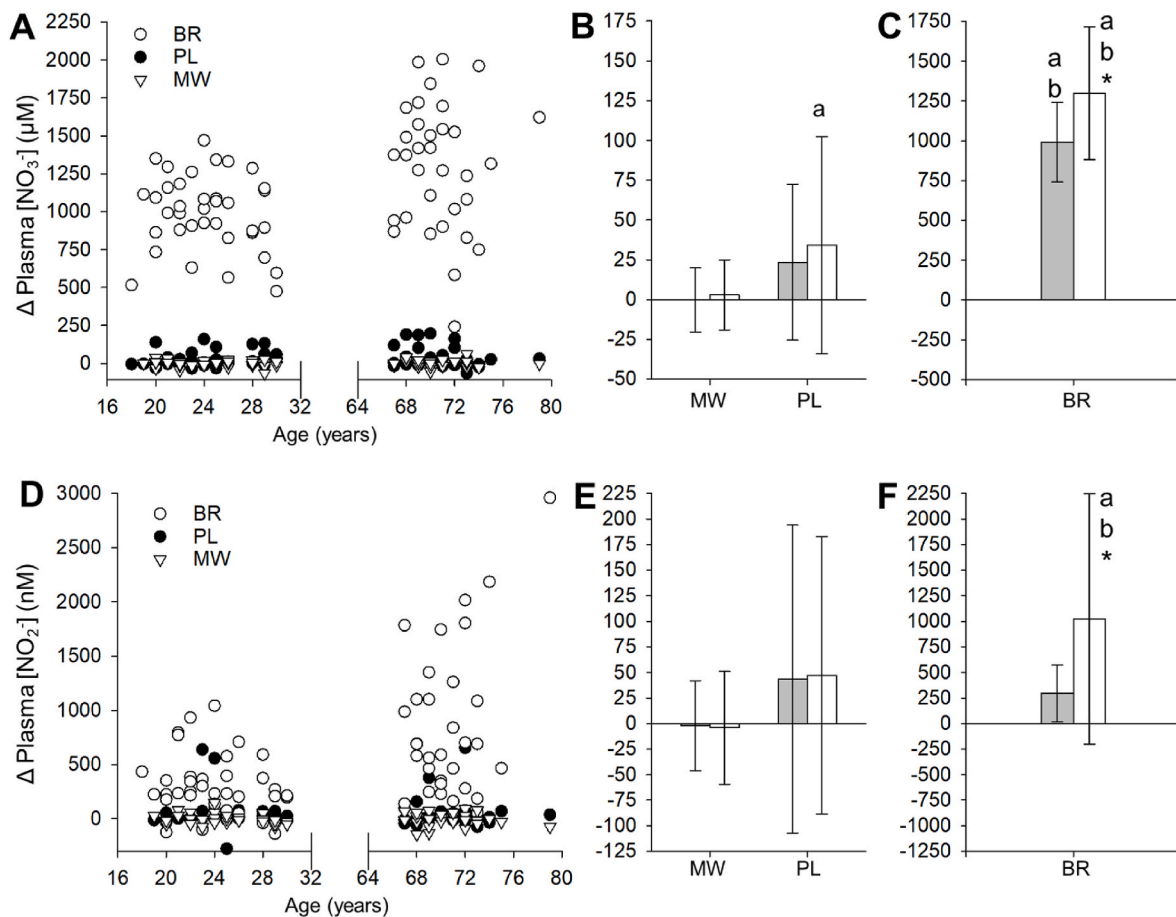 A
BR
PL
MW
Δ Plasma [NO3-] (µM)
2250
2000
1750
1500
1250
1000
750
500
250
0
16 20 24 28 32 64 68 72 76 80
Age (years)
B
175
150
125
100
75
50
25
0
-25
-50
a
MW PL
C
1750
1500
1250
1000
750
500
250
0
-250
-500
a
b
a
b
*
BR
D
BR
PL
MW
Δ Plasma [NO2-] (nM)
3000
2500
2000
1500
1000
500
0
16 20 24 28 32 64 68 72 76 80
Age (years)
E
225
200
175
150
125
100
75
50
25
0
-25
-50
-75
-100
-125
MW PL
F
2250
2000
1750
1500
1250
1000
750
500
250
0
-250
-500
-750
-1000
-1250
a
b
*
BR